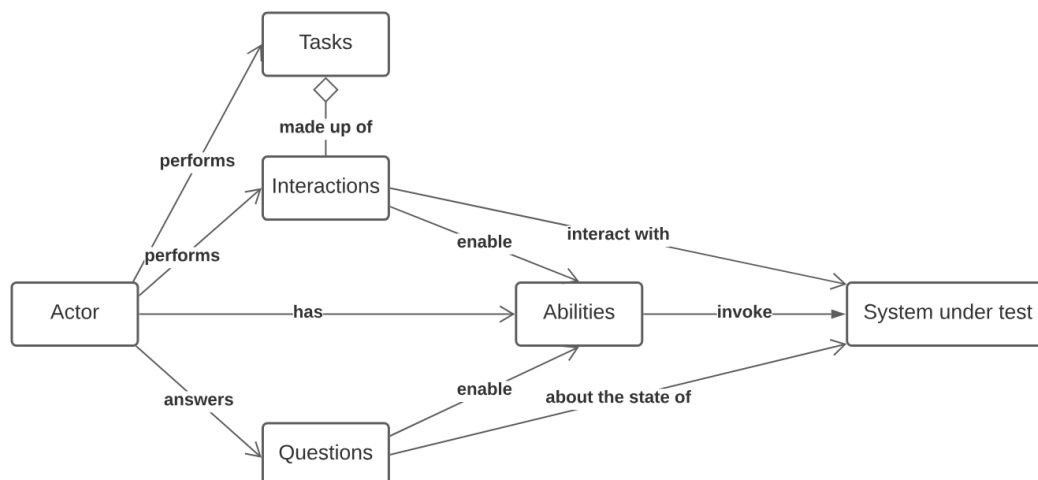 Tasks
made up of
performs
Interactions
performs
interact with
enable
Actor
has
Abilities
invoke
System under test
enable
about the state of
answers
Questions